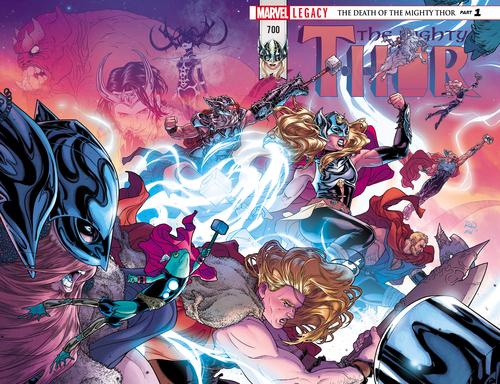 MARVEL LEGACY THE DEATH OF THE MIGHTY THOR PART 1
700
THE MIGHTY
THOR